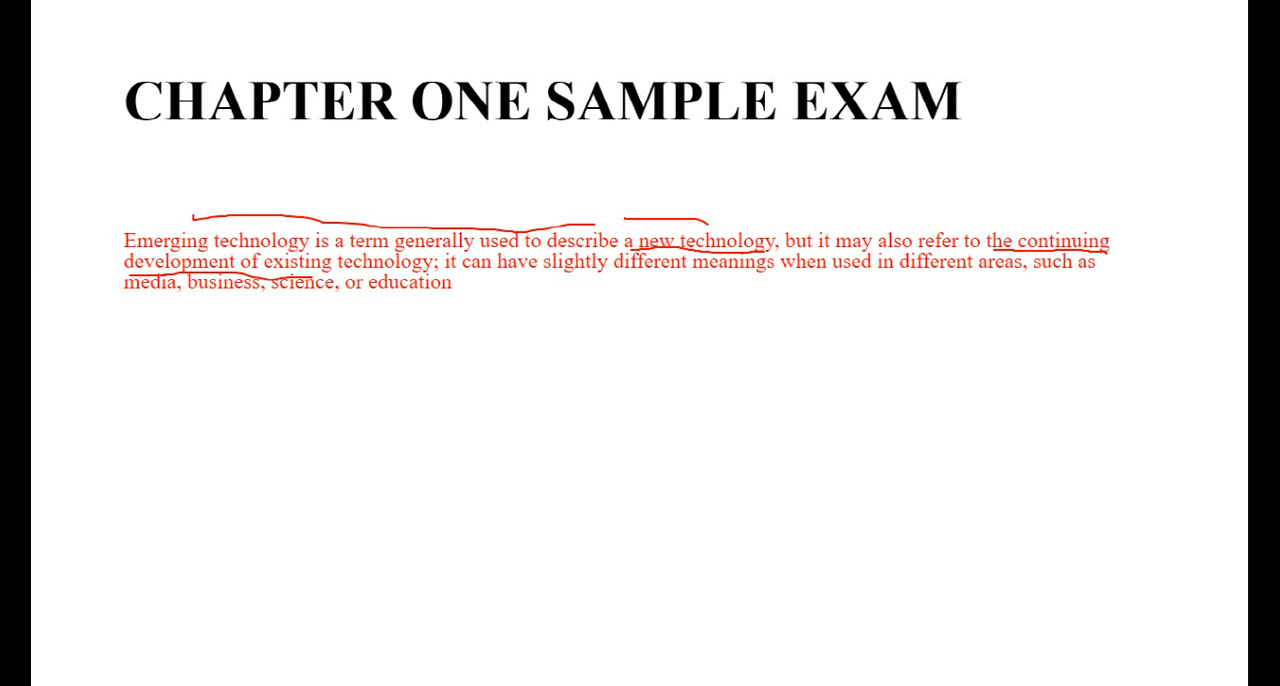 CHAPTER ONE SAMPLE EXAM
Emerging technology is a term generally used to describe a new technology, but it may also refer to the continuing
development of existing technology; it can have slightly different meanings when used in different areas, such as
media, business, science, or education